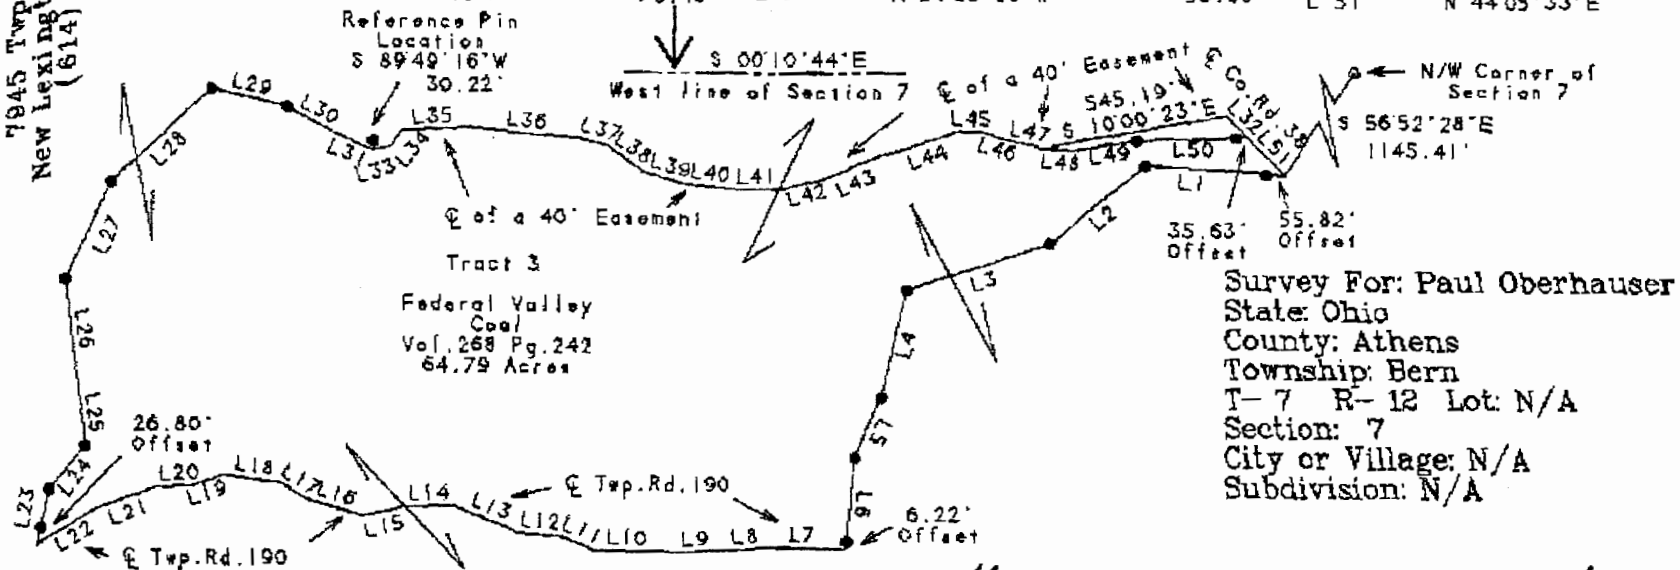 7945 Twp
New Lexingt
(614)
L 51 N 44°05'33"E
Reference Pin
Location
S 89°49'16"W
30.22'
S 00°10'44"E
West line of Section 7
℄ of a 40' Easement
℄ Co.Rd.38
N/W Corner of
Section 7
S 56°52'28"E
1145.41'
545.19'
S 10°00'23"E
L29
L30
L31
L33
L34
L35
L36
L37
L38
L39
L40
L41
L42
L43
L44
L45
L46
L47
L48
L49
L50
L32
L51
L1
L2
L3
L4
L5
L6
L28
L27
L26
L25
L24
L23
℄ of a 40' Easement
35.63'
Offset
55.82'
Offset
Tract 3
Federal Valley
Coal
Vol.268 Pg.242
64.79 Acres
Survey For: Paul Oberhauser
State: Ohio
County: Athens
Township: Bern
T- 7 R- 12 Lot: N/A
Section: 7
City or Village: N/A
Subdivision: N/A
26.80'
Offset
L22
L21
L20
L19
L18
L17
L16
L15
L14
L13
L12
L11
L10
L9
L8
L7
℄ Twp.Rd.190
℄ Twp.Rd.190
6.22'
Offset